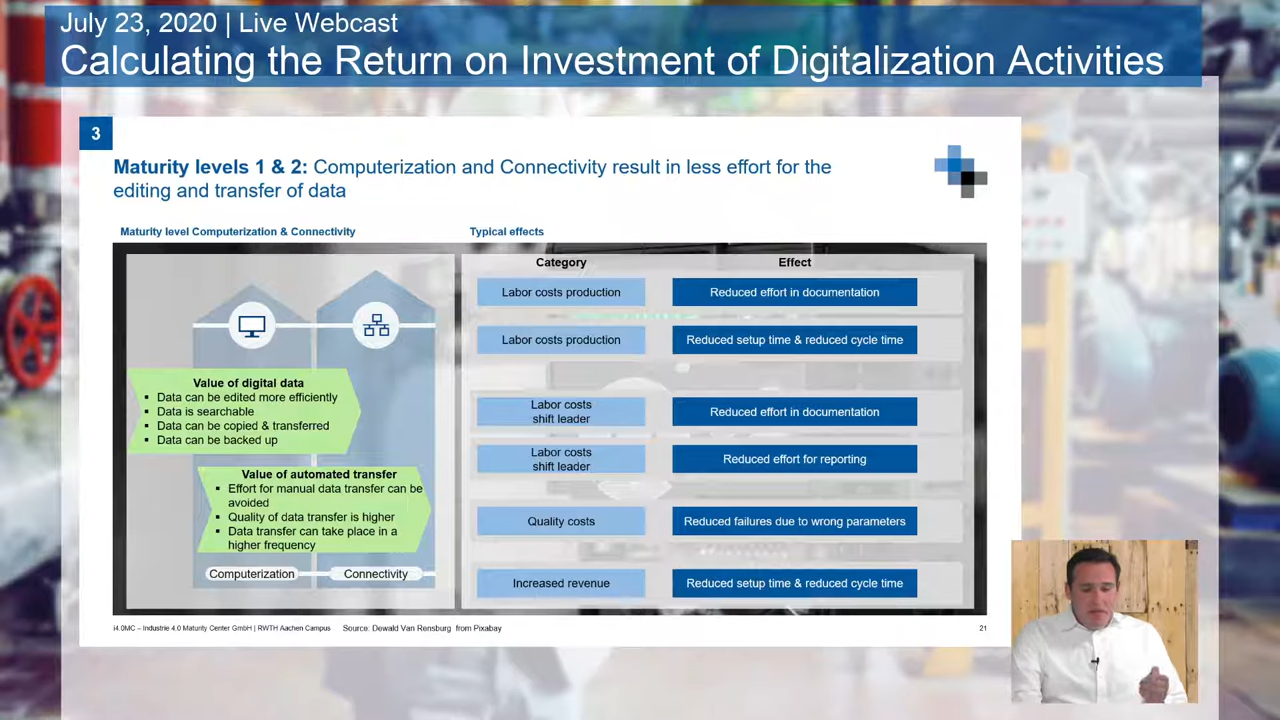 July 23, 2020 | Live Webcast
Calculating the Return on Investment of Digitalization Activities
3
Maturity levels 1 & 2: Computerization and Connectivity result in less effort for the
editing and transfer of data
Maturity level Computerization & Connectivity
Typical effects
Category
Effect
Labor costs production
Reduced effort in documentation
Labor costs production
Reduced setup time & reduced cycle time
Labor costs
shift leader
Reduced effort in documentation
Labor costs
shift leader
Reduced effort for reporting
Quality costs
Reduced failures due to wrong parameters
Increased revenue
Reduced setup time & reduced cycle time
Value of digital data
▪ Data can be edited more efficiently
▪ Data is searchable
▪ Data can be copied & transferred
▪ Data can be backed up
Value of automated transfer
▪ Effort for manual data transfer can be
avoided
▪ Quality of data transfer is higher
▪ Data transfer can take place in a
higher frequency
Computerization
Connectivity
i4.0MC – Industrie 4.0 Maturity Center GmbH | RWTH Aachen Campus
Source: Dewald Van Rensburg from Pixabay
21